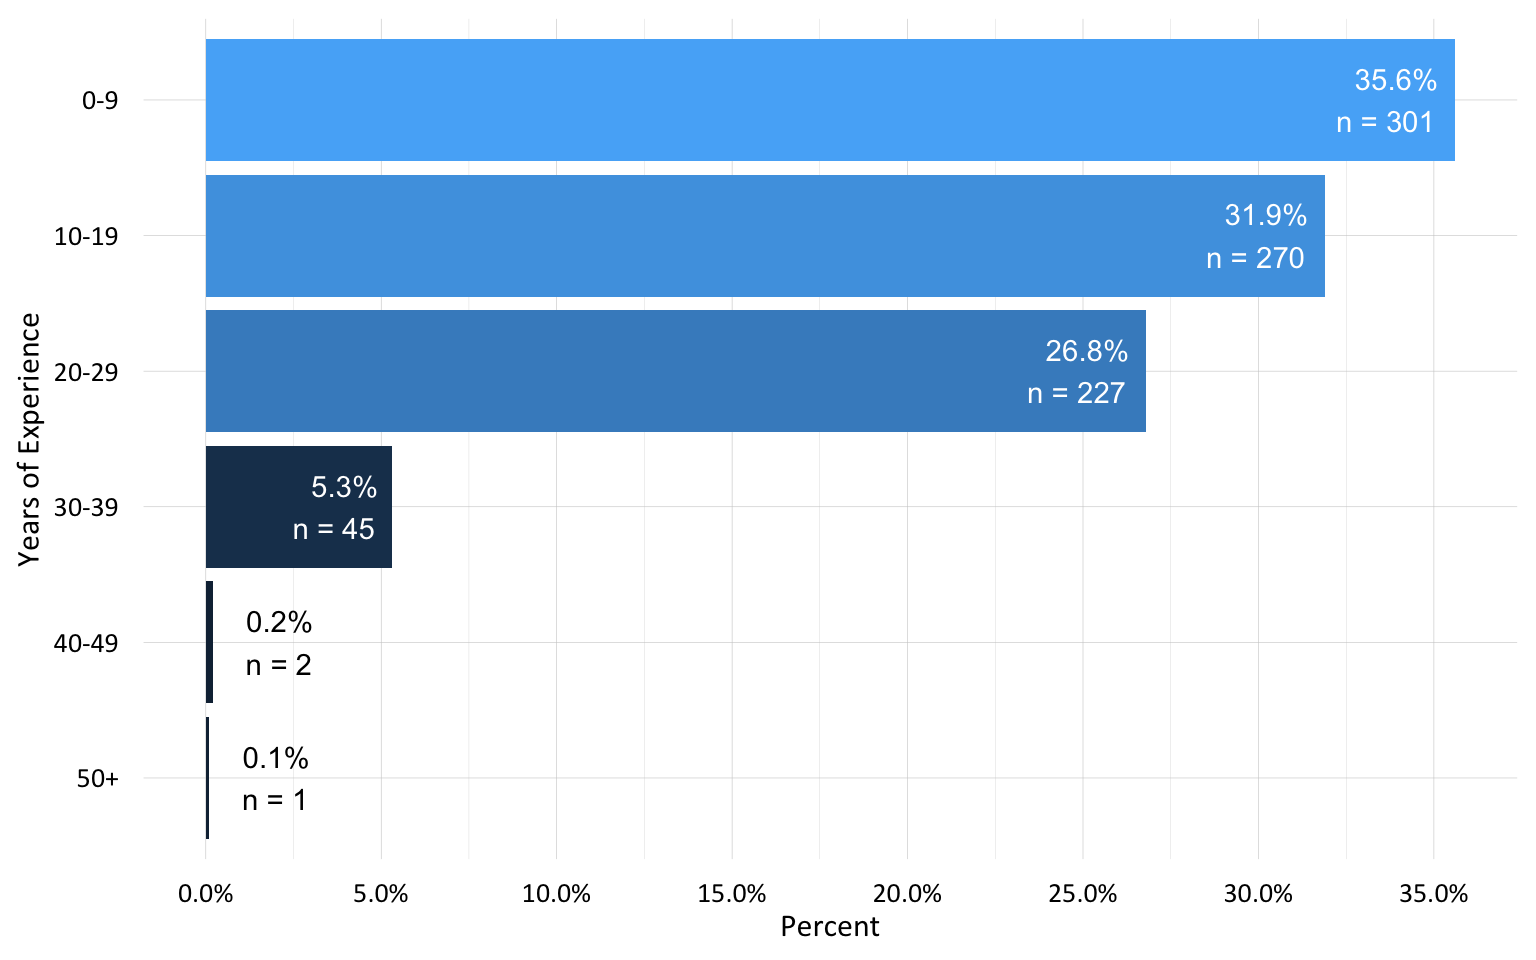 Years of Experience
0-9
35.6%
n = 301
10-19
31.9%
n = 270
20-29
26.8%
n = 227
30-39
5.3%
n = 45
40-49
0.2%
n = 2
50+
0.1%
n = 1
0.0% 5.0% 10.0% 15.0% 20.0% 25.0% 30.0% 35.0%
Percent